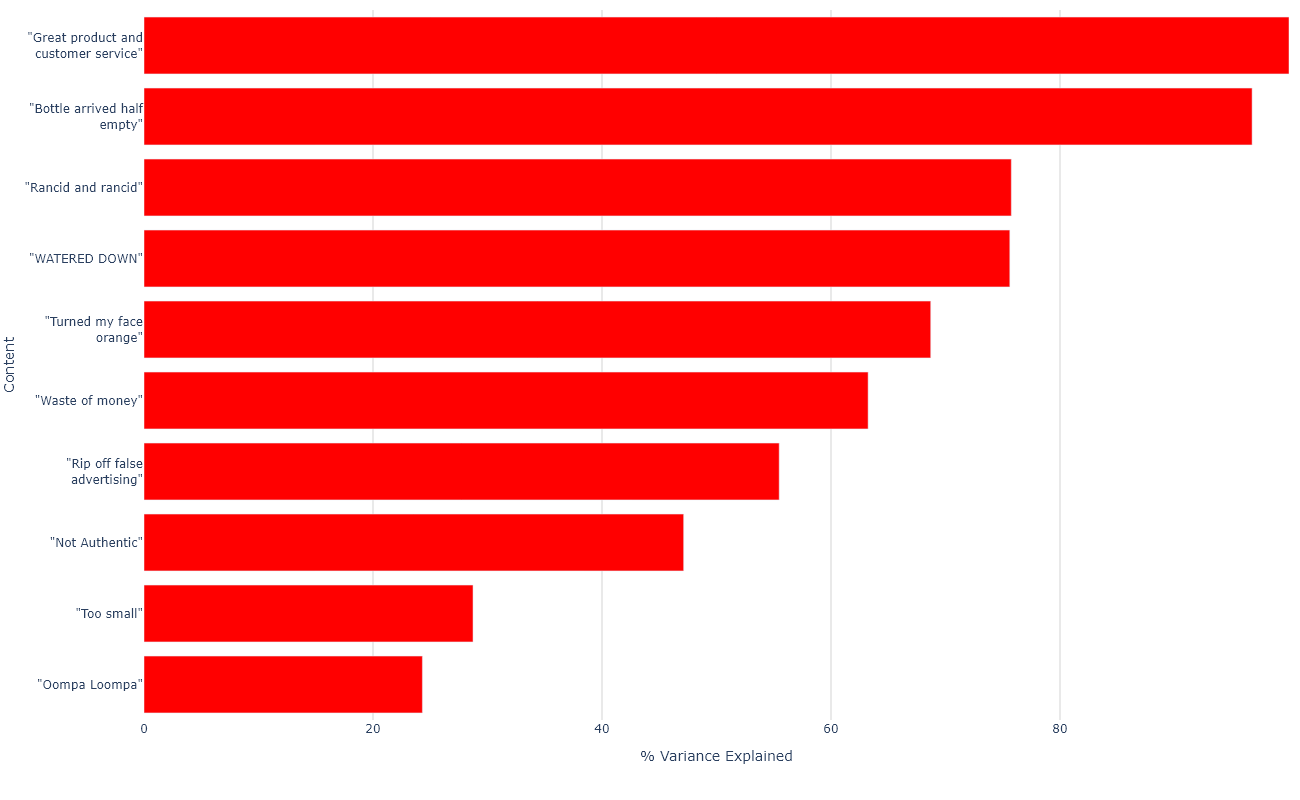 "Great product and
customer service"
"Bottle arrived half
empty"
"Rancid and rancid"
"WATERED DOWN"
"Turned my face
orange"
"Waste of money"
"Rip off false
advertising"
"Not Authentic"
"Too small"
"Oompa Loompa"
Content
0 20 40 60 80
% Variance Explained